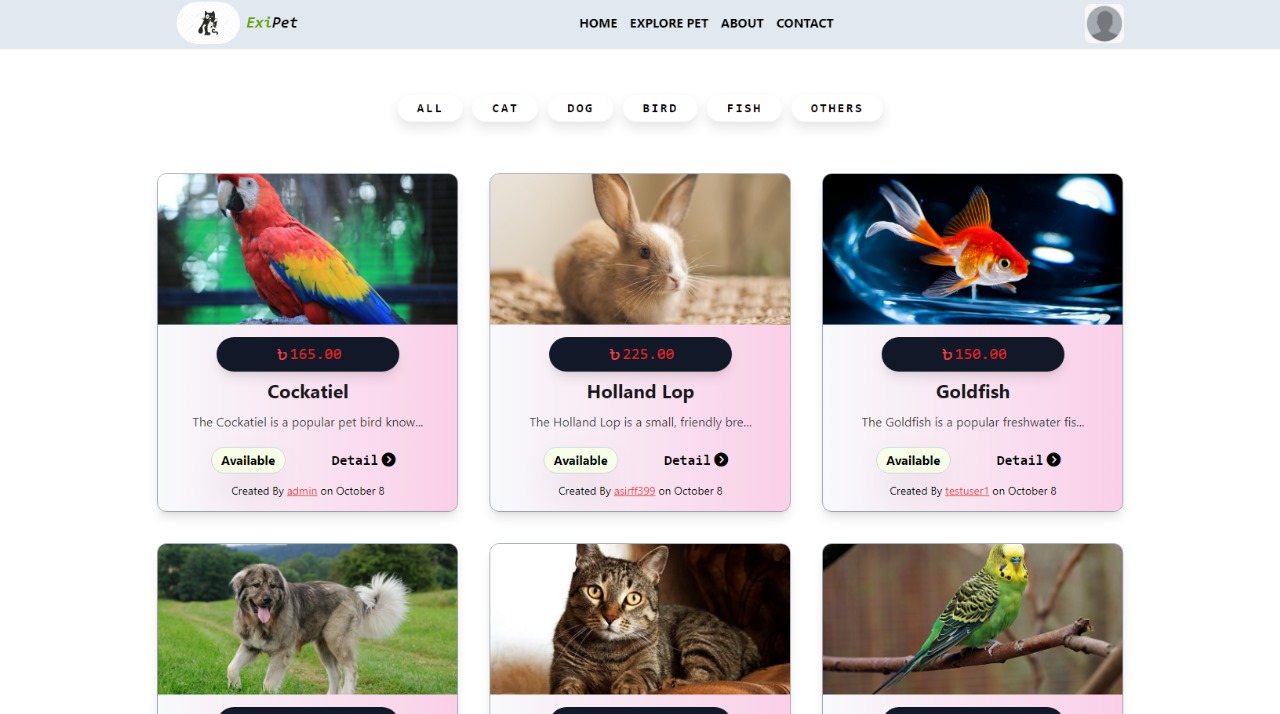 ExiPet
HOME EXPLORE PET ABOUT CONTACT
ALL CAT DOG BIRD FISH OTHERS
৳165.00
Cockatiel
The Cockatiel is a popular pet bird know...
Available Detail
Created By admin on October 8
৳225.00
Holland Lop
The Holland Lop is a small, friendly bre...
Available Detail
Created By asirff399 on October 8
৳150.00
Goldfish
The Goldfish is a popular freshwater fis...
Available Detail
Created By testuser1 on October 8